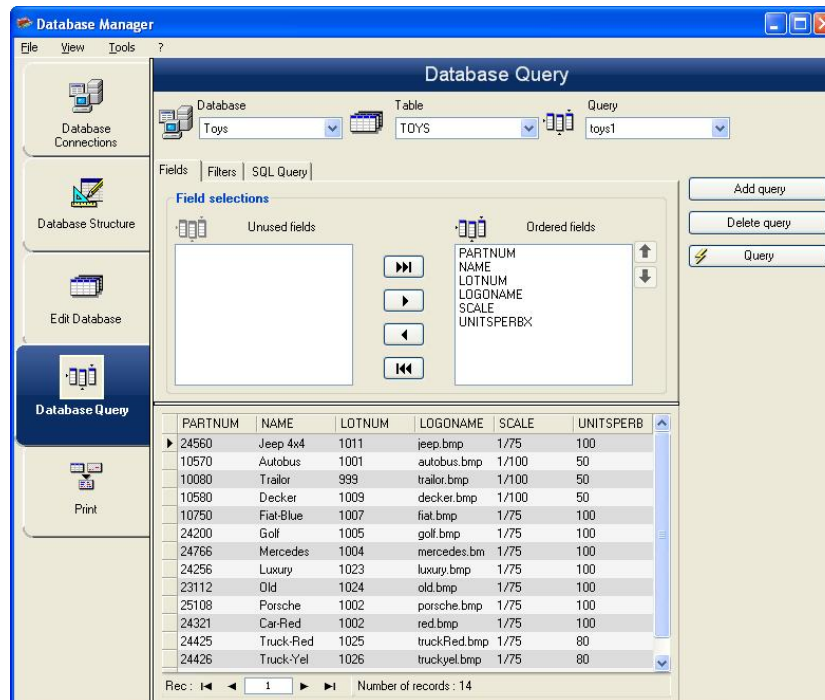 Database Manager
File View Tools ?
Database Query
Database Connections
Database Structure
Edit Database
Database Query
Print
Database Table Query
Toys TOYS toys1
Fields Filters SQL Query
Add query
Delete query
Query
Field selections
Unused fields Ordered fields
PARTNUM
NAME
LOTNUM
LOGONAME
SCALE
UNITSPERBX
PARTNUM NAME LOTNUM LOGONAME SCALE UNITSPERB
24560 Jeep 4x4 1011 jeep.bmp 1/75 100
10570 Autobus 1001 autobus.bmp 1/100 50
10080 Trailor 999 trailor.bmp 1/100 50
10580 Decker 1009 decker.bmp 1/100 50
10750 Fiat-Blue 1007 fiat.bmp 1/75 100
24200 Golf 1005 golf.bmp 1/75 100
24766 Mercedes 1004 mercedes.bm 1/75 100
24256 Luxury 1023 luxury.bmp 1/75 100
23112 Old 1024 old.bmp 1/75 100
25108 Porsche 1002 porsche.bmp 1/75 100
24321 Car-Red 1002 red.bmp 1/75 100
24425 Truck-Red 1025 truckRed.bmp 1/75 80
24426 Truck-Yel 1026 truckyel.bmp 1/75 80
Rec : 1 Number of records : 14